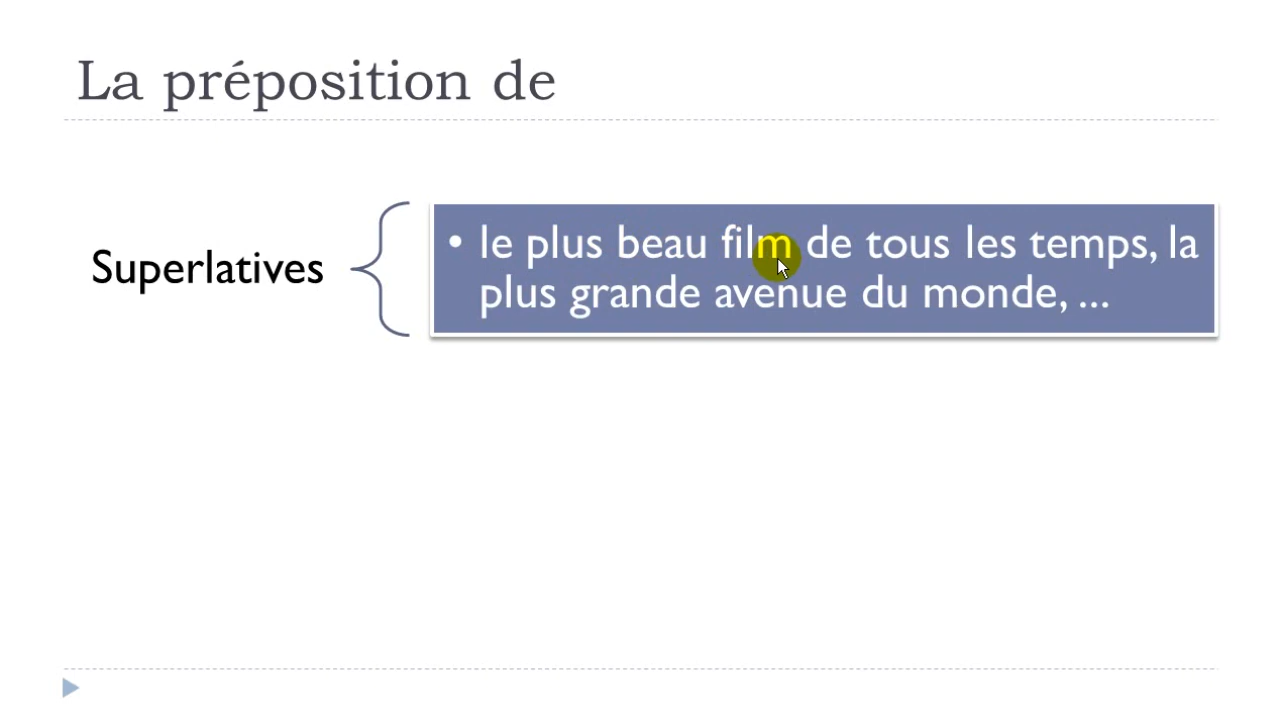 La préposition de
Superlatives
• le plus beau film de tous les temps, la
plus grande avenue du monde, ...